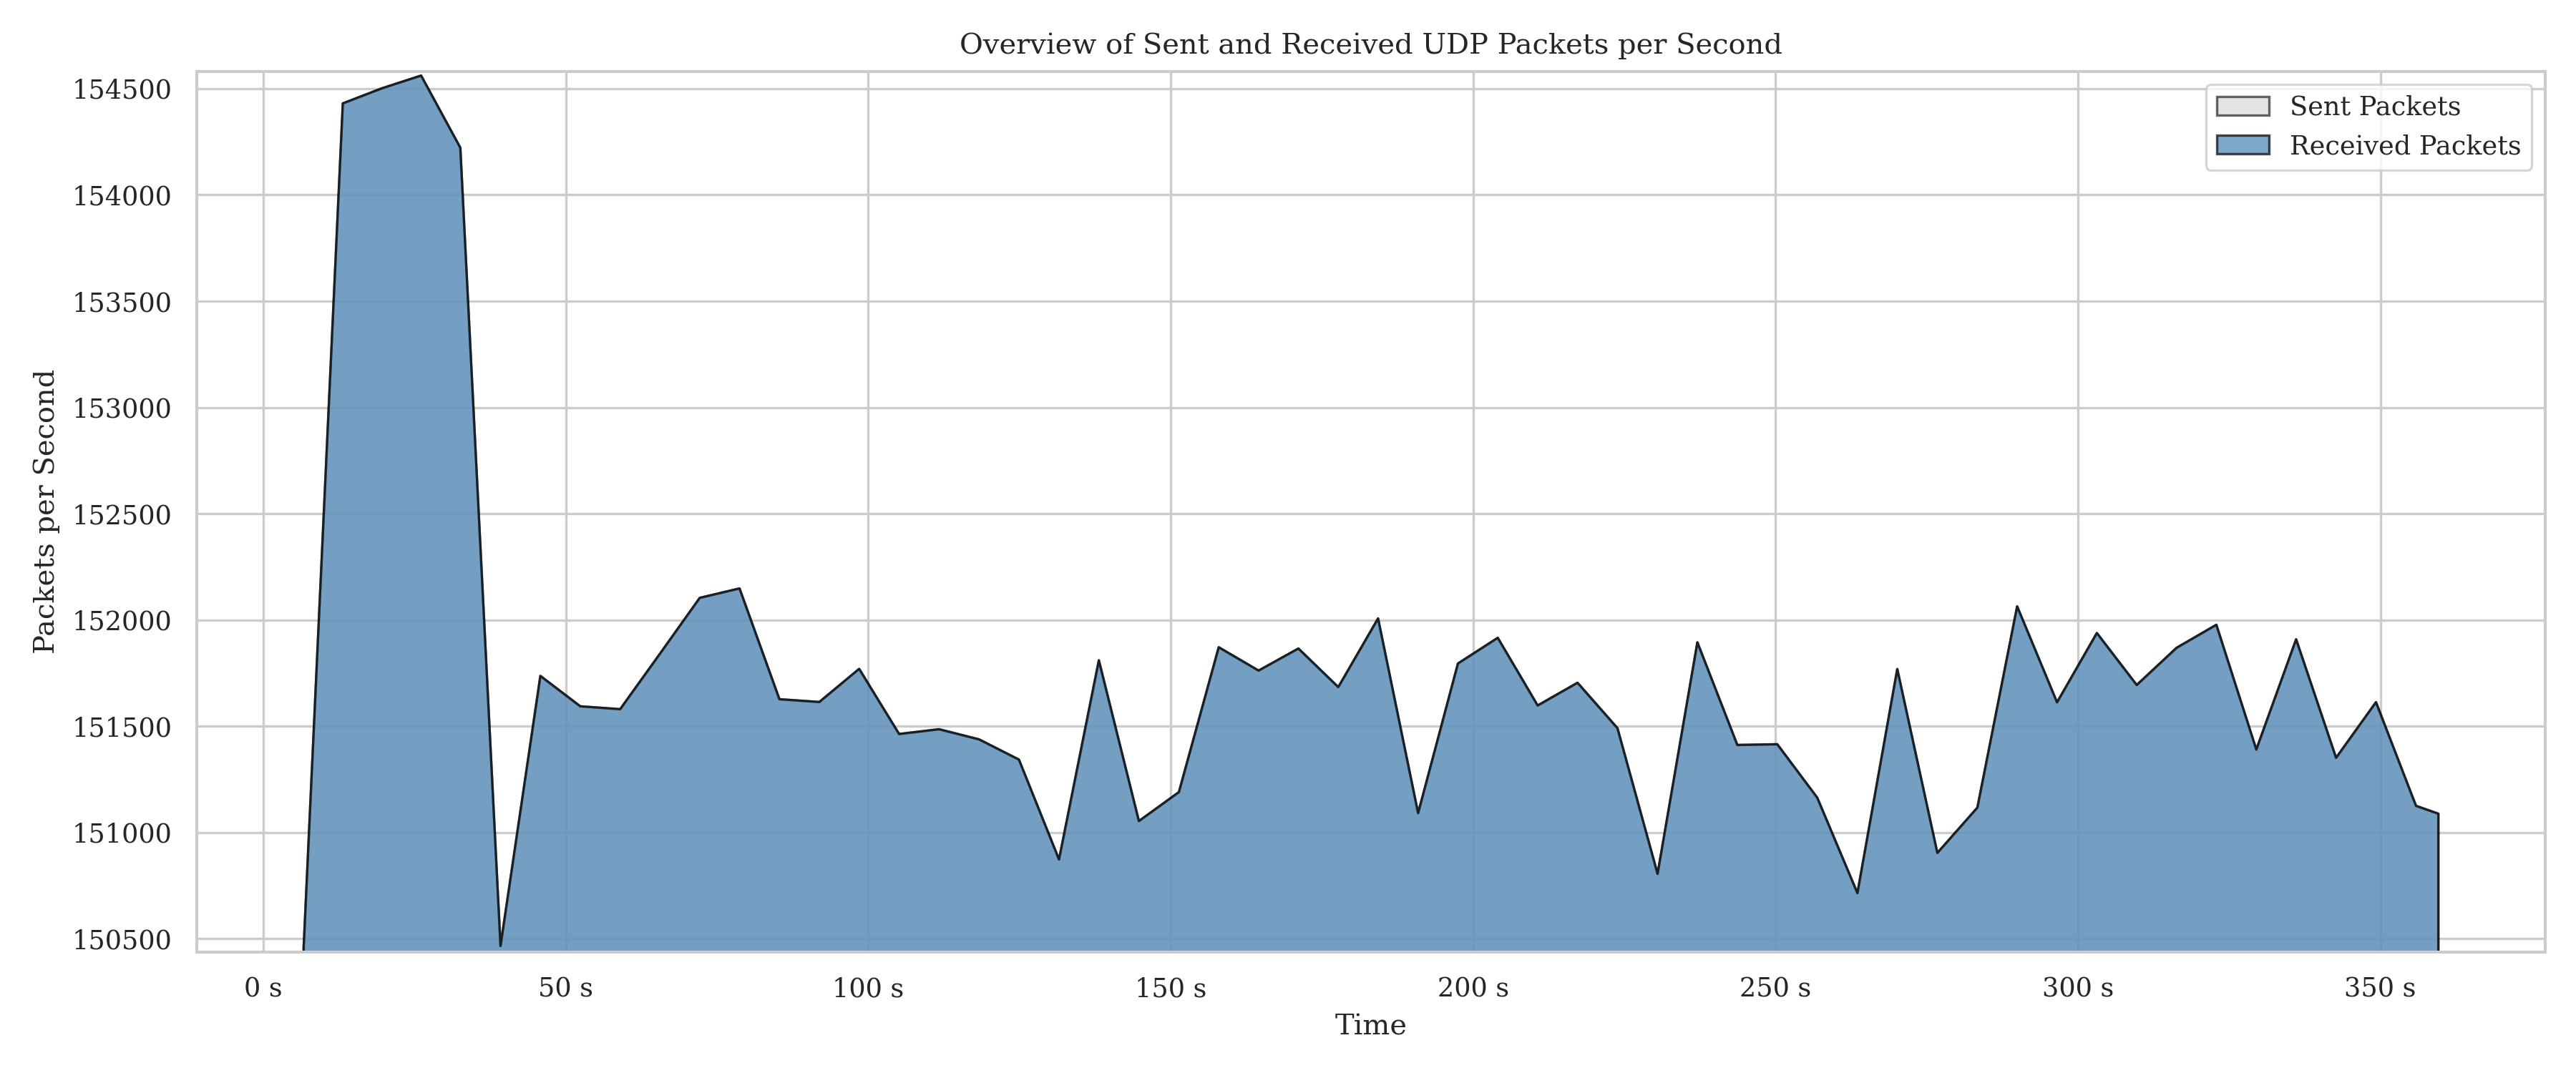 Overview of Sent and Received UDP Packets per Second
154500
154000
153500
153000
152500
152000
151500
151000
150500
Packets per Second
Sent Packets
Received Packets
0 s
50 s
100 s
150 s
200 s
250 s
300 s
350 s
Time